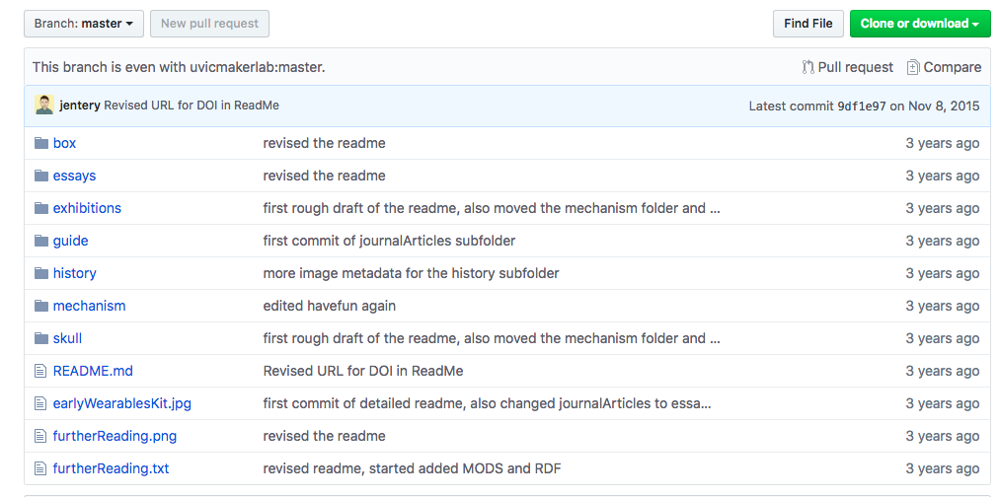 Branch: master New pull request Find File Clone or download
This branch is even with uvicmakerlab:master. Pull request Compare
jentery Revised URL for DOI in ReadMe Latest commit 9df1e97 on Nov 8, 2015
box revised the readme 3 years ago
essays revised the readme 3 years ago
exhibitions first rough draft of the readme, also moved the mechanism folder and ... 3 years ago
guide first commit of journalArticles subfolder 3 years ago
history more image metadata for the history subfolder 3 years ago
mechanism edited havefun again 3 years ago
skull first rough draft of the readme, also moved the mechanism folder and ... 3 years ago
README.md Revised URL for DOI in ReadMe 3 years ago
earlyWearablesKit.jpg first commit of detailed readme, also changed journalArticles to essa... 3 years ago
furtherReading.png revised the readme 3 years ago
furtherReading.txt revised readme, started added MODS and RDF 3 years ago